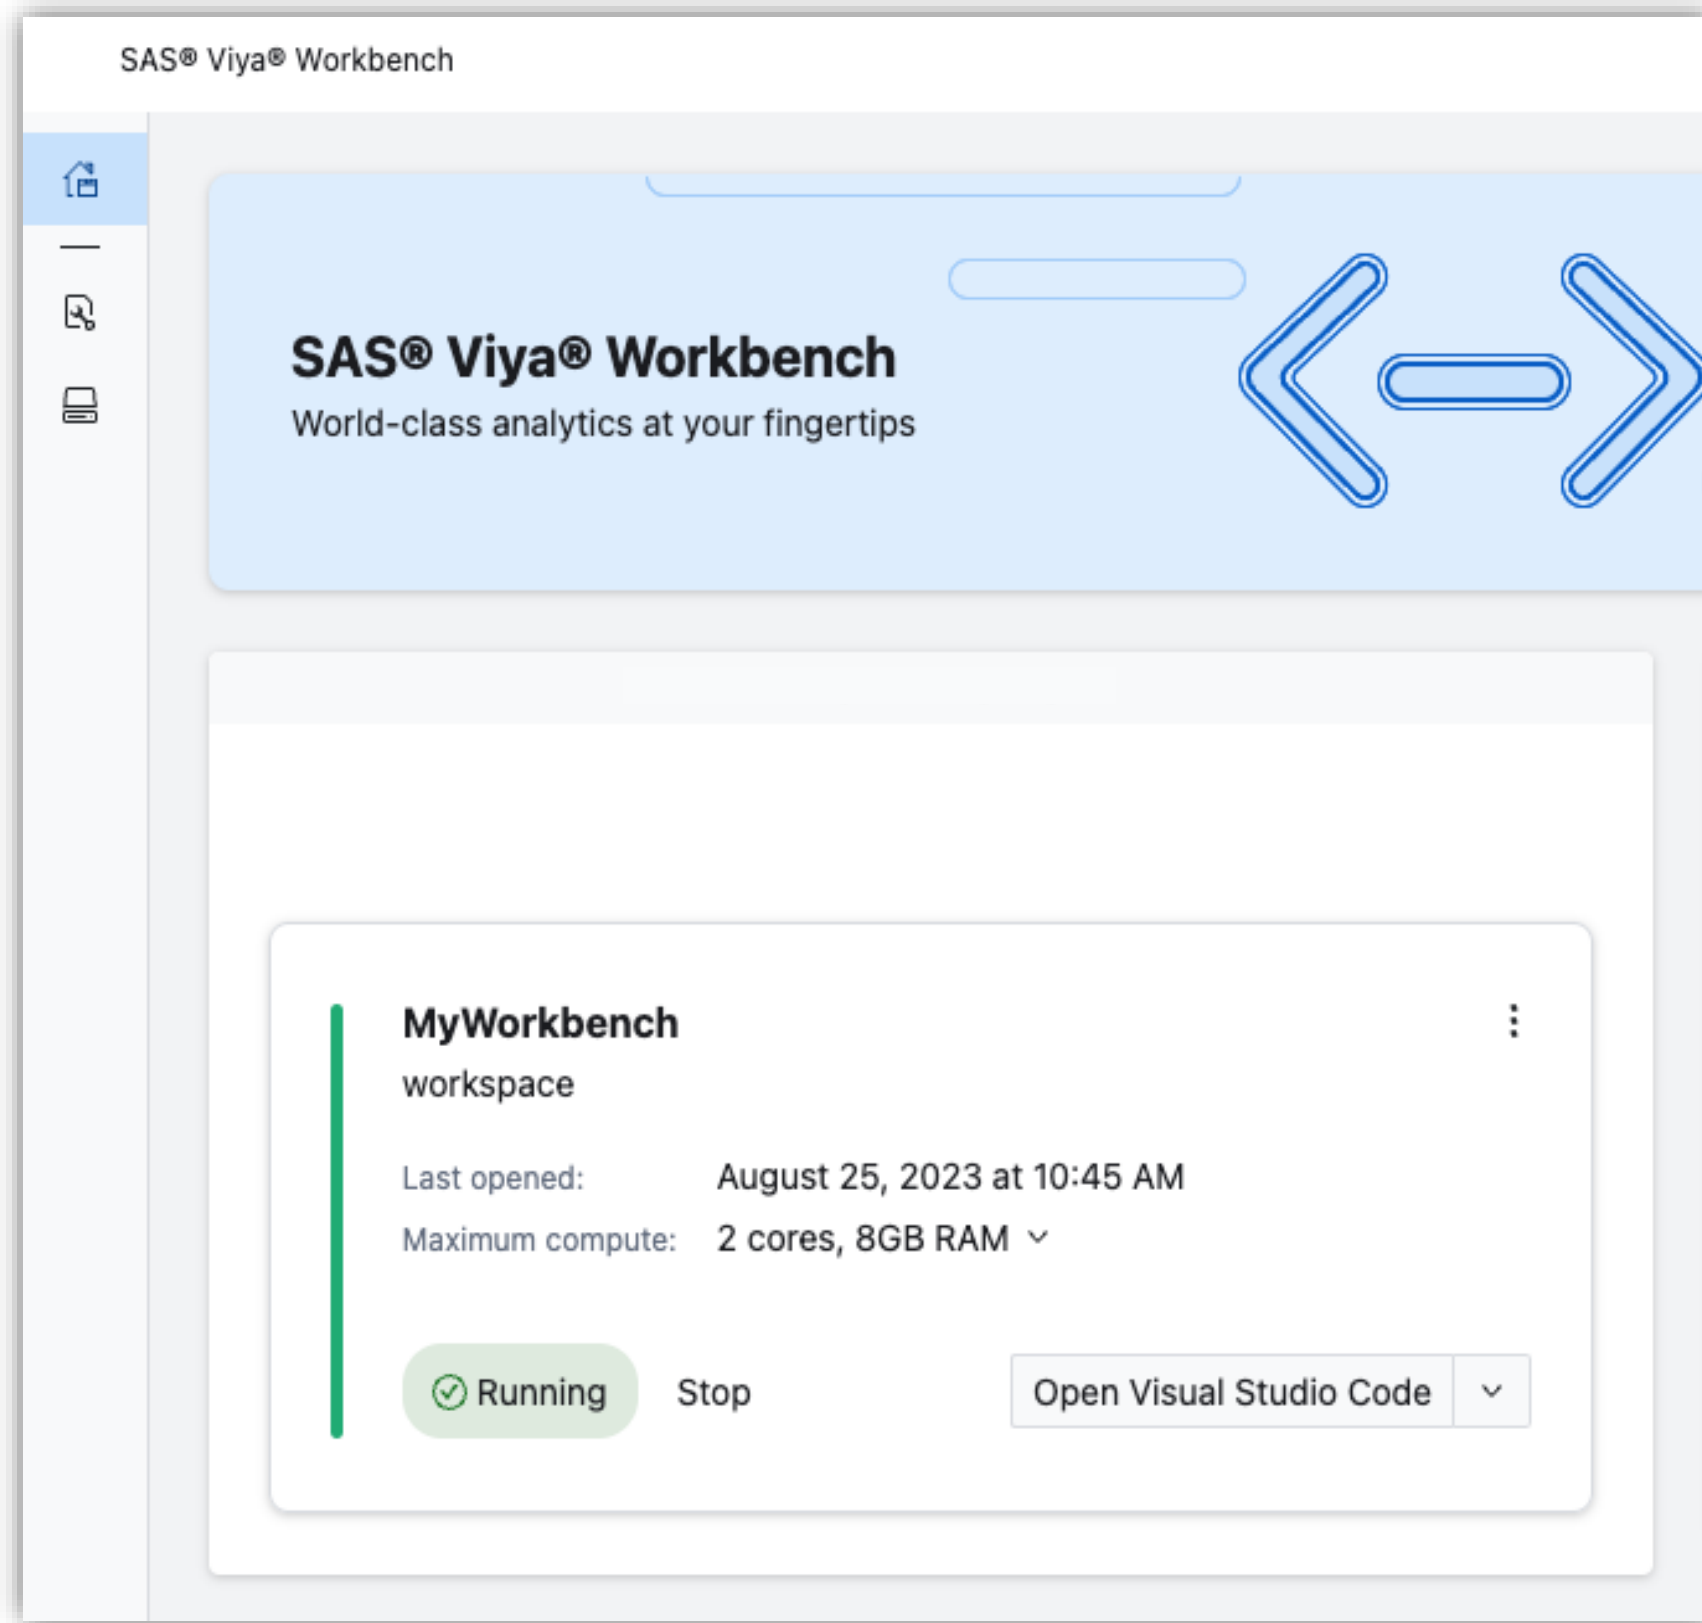 SAS® Viya® Workbench
SAS® Viya® Workbench
World-class analytics at your fingertips
MyWorkbench
workspace
Last opened: August 25, 2023 at 10:45 AM
Maximum compute: 2 cores, 8GB RAM
Running Stop Open Visual Studio Code